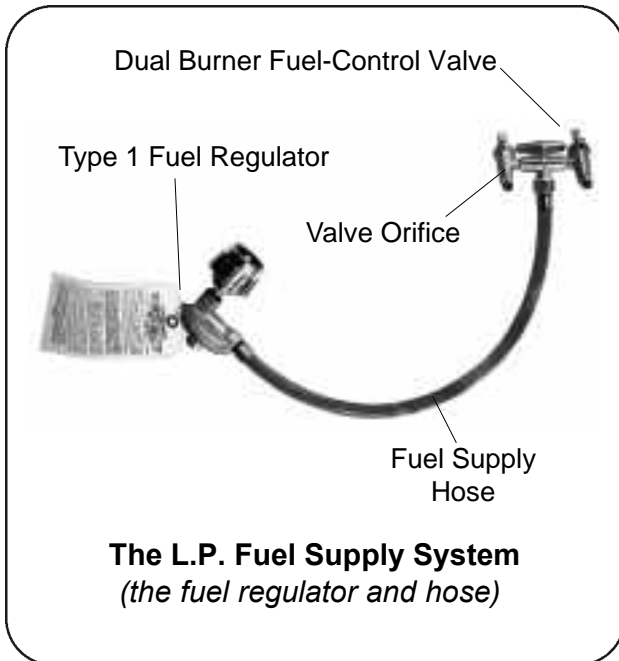 Dual Burner Fuel-Control Valve
Type 1 Fuel Regulator
Valve Orifice
Fuel Supply
Hose
The L.P. Fuel Supply System
(the fuel regulator and hose)